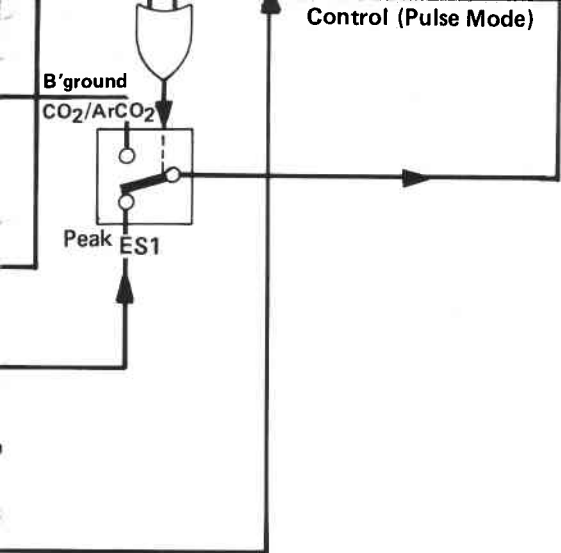 Control (Pulse Mode)
B'ground
CO2/ArCO2
Peak ES1